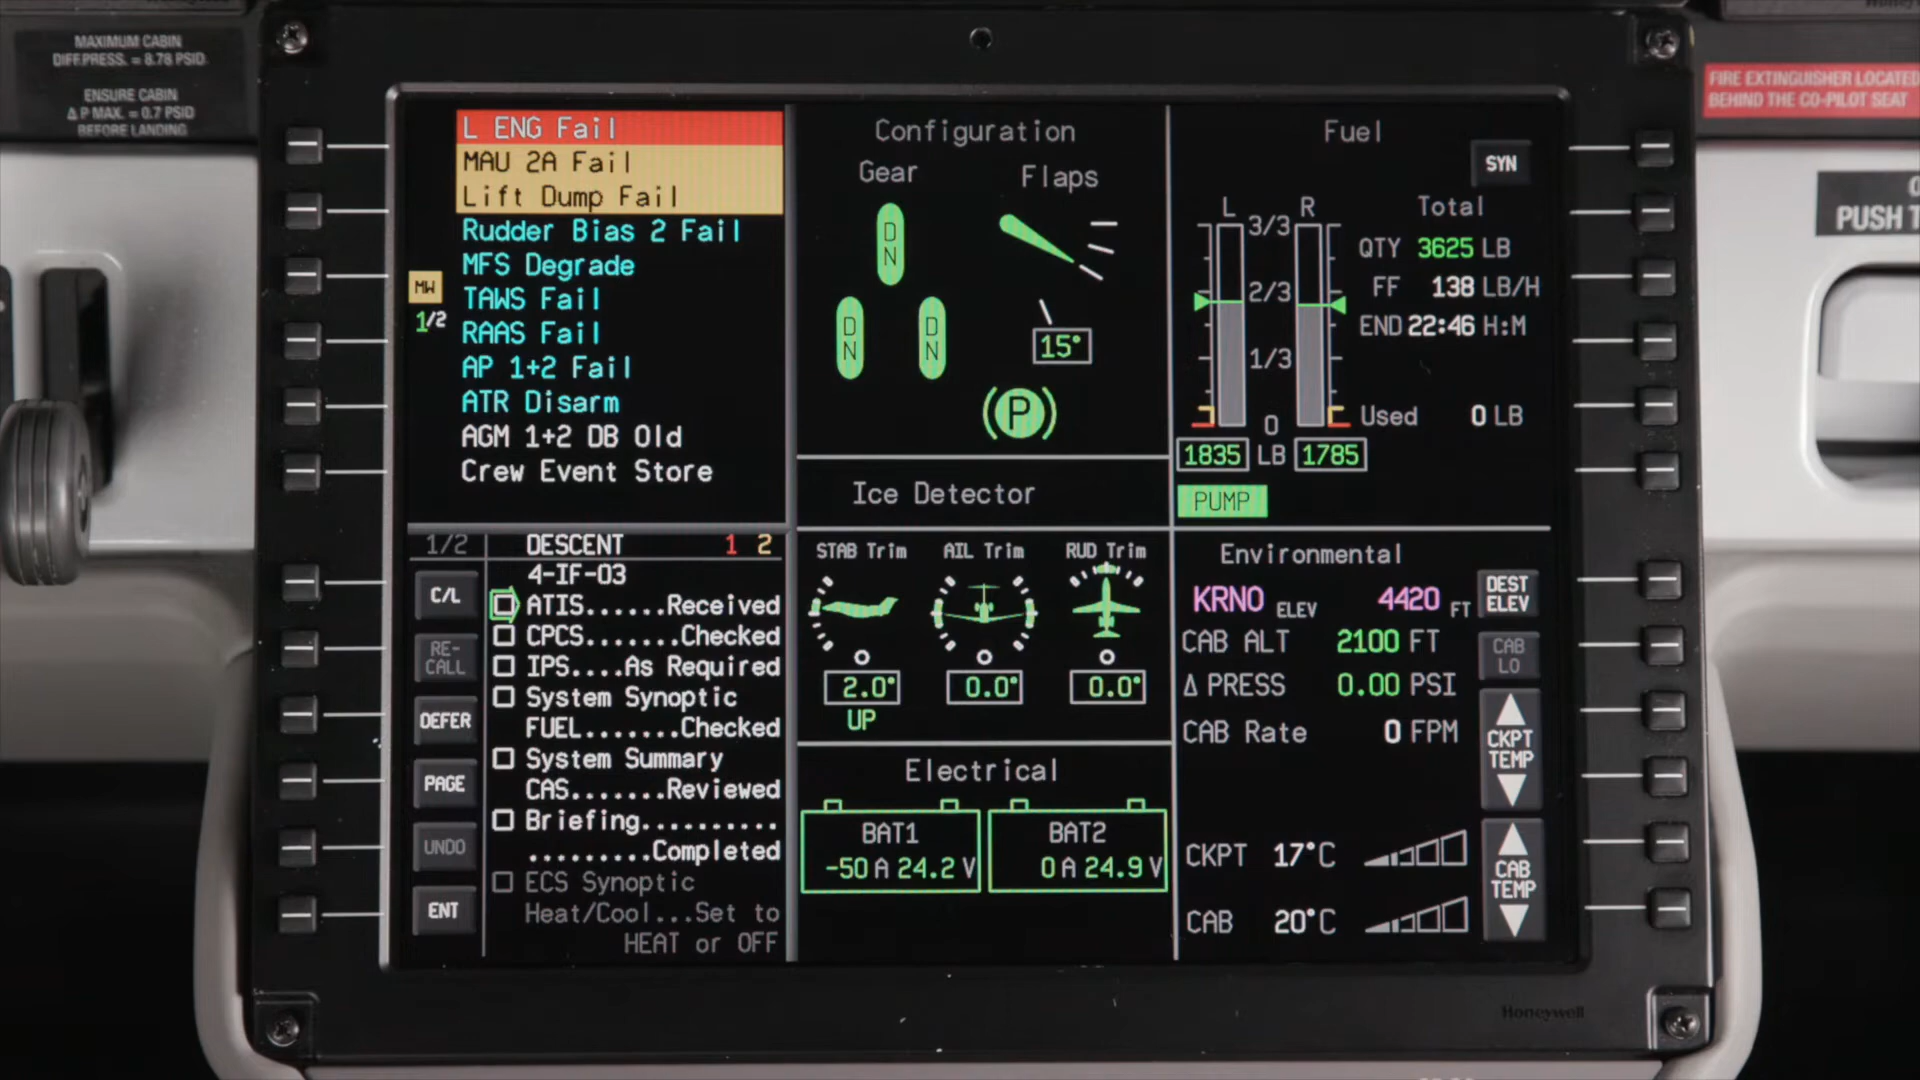 MAXIMUM CABIN
DIFF.PRESS. = 8.78 PSID
ENSURE CABIN
Δ P MAX. = 0.7 PSID
BEFORE LANDING
FIRE EXTINGUISHER LOCATED
BEHIND THE CO-PILOT SEAT
PUSH T
L ENG Fail
MAU 2A Fail
Lift Dump Fail
Rudder Bias 2 Fail
MFS Degrade
TAWS Fail
RAAS Fail
AP 1+2 Fail
ATR Disarm
AGM 1+2 DB Old
Crew Event Store
MW
1/2
Configuration
Gear
Flaps
DN
DN
DN
15°
(P)
Ice Detector
STAB Trim AIL Trim RUD Trim
2.0° 0.0° 0.0°
UP
Electrical
BAT1
-50 A 24.2 V
BAT2
0 A 24.9 V
Fuel
SYN
L R
3/3
2/3
1/3
0
Total
QTY 3625 LB
FF 138 LB/H
END 22:46 H:M
Used 0 LB
1835 LB 1785
PUMP
1/2 DESCENT 1 2
4-IF-03
ATIS......Received
CPCS.......Checked
IPS....As Required
System Synoptic
FUEL.......Checked
System Summary
CAS.......Reviewed
Briefing..........
.........Completed
ECS Synoptic
Heat/Cool...Set to
HEAT or OFF
C/L
RE-
CALL
DEFER
PAGE
UNDO
ENT
Environmental
KRNO ELEV 4420 FT
DEST
ELEV
CAB ALT 2100 FT
CAB
LO
Δ PRESS 0.00 PSI
CAB Rate 0 FPM
CKPT
TEMP
CKPT 17°C
CAB
TEMP
CAB 20°C
Honeywell